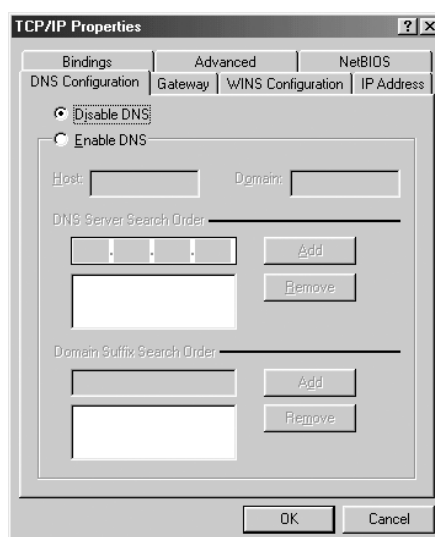 TCP/IP Properties ? ×
Bindings Advanced NetBIOS
DNS Configuration Gateway WINS Configuration IP Address
Disable DNS
Enable DNS
Host: Domain:
DNS Server Search Order
. . . Add
Remove
Domain Suffix Search Order
Add
Remove
OK Cancel